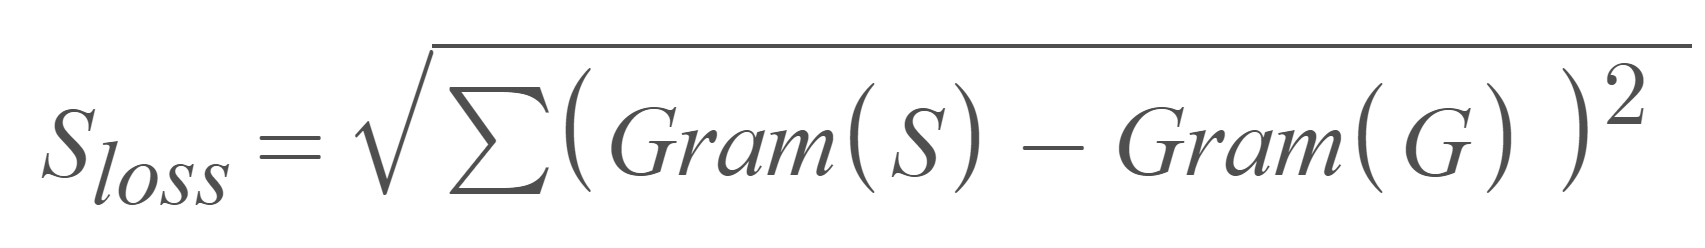 S_loss = √∑(Gram(S) − Gram(G) )²